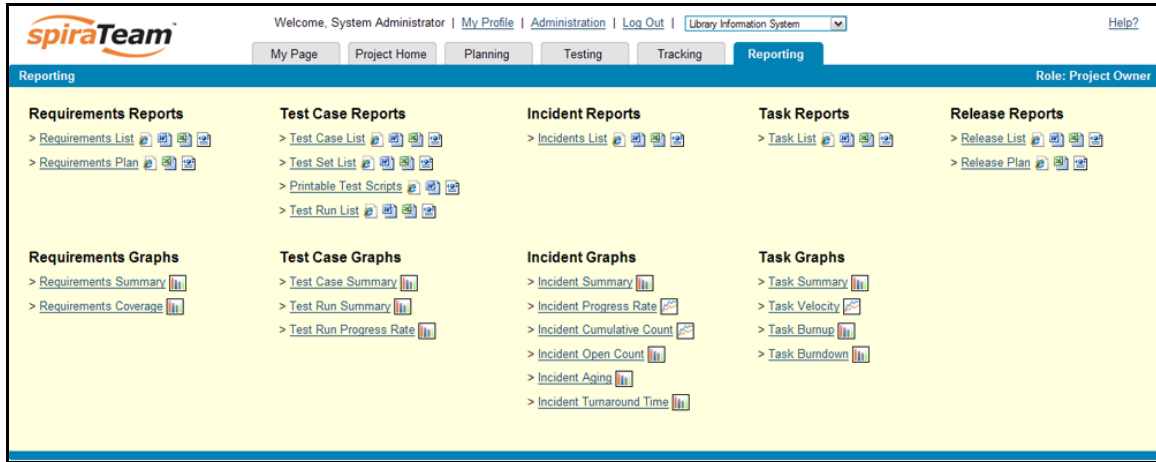 spiraTeam
Welcome, System Administrator | My Profile | Administration | Log Out | Library Information System
Help?
My Page Project Home Planning Testing Tracking Reporting
Reporting Role: Project Owner
Requirements Reports
> Requirements List
> Requirements Plan
Test Case Reports
> Test Case List
> Test Set List
> Printable Test Scripts
> Test Run List
Incident Reports
> Incidents List
Task Reports
> Task List
Release Reports
> Release List
> Release Plan
Requirements Graphs
> Requirements Summary
> Requirements Coverage
Test Case Graphs
> Test Case Summary
> Test Run Summary
> Test Run Progress Rate
Incident Graphs
> Incident Summary
> Incident Progress Rate
> Incident Cumulative Count
> Incident Open Count
> Incident Aging
> Incident Turnaround Time
Task Graphs
> Task Summary
> Task Velocity
> Task Burnup
> Task Burndown